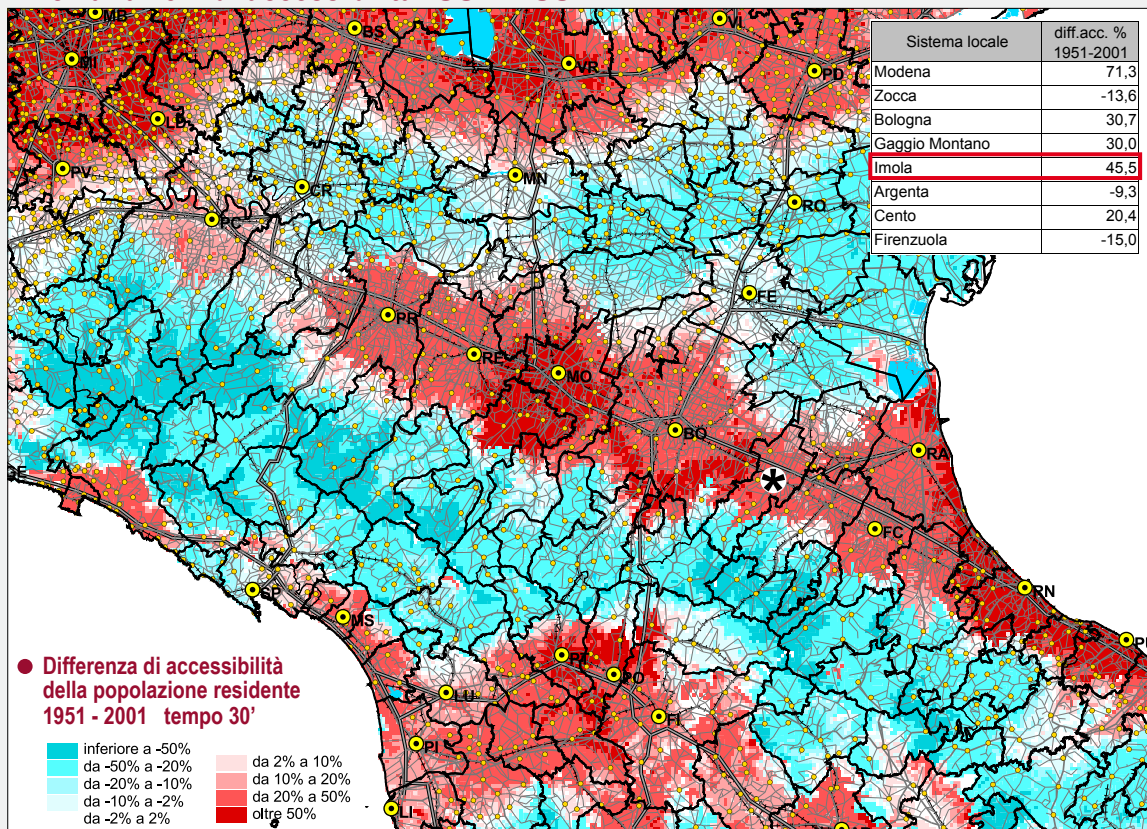 MB
BS
VI
MI
VR
PD
LO
PV
CR
MN
RO
PC
FE
PR
RE
MO
BO
RA
*
FC
RN
SP
MS
PT
PO
LU
FI
PI
LI
Sistema locale diff.acc. % 1951-2001
Modena 71,3
Zocca -13,6
Bologna 30,7
Gaggio Montano 30,0
Imola 45,5
Argenta -9,3
Cento 20,4
Firenzuola -15,0
● Differenza di accessibilità
della popolazione residente
1951 - 2001 tempo 30’
inferiore a -50%
da -50% a -20%
da -20% a -10%
da -10% a -2%
da -2% a 2%
da 2% a 10%
da 10% a 20%
da 20% a 50%
oltre 50%